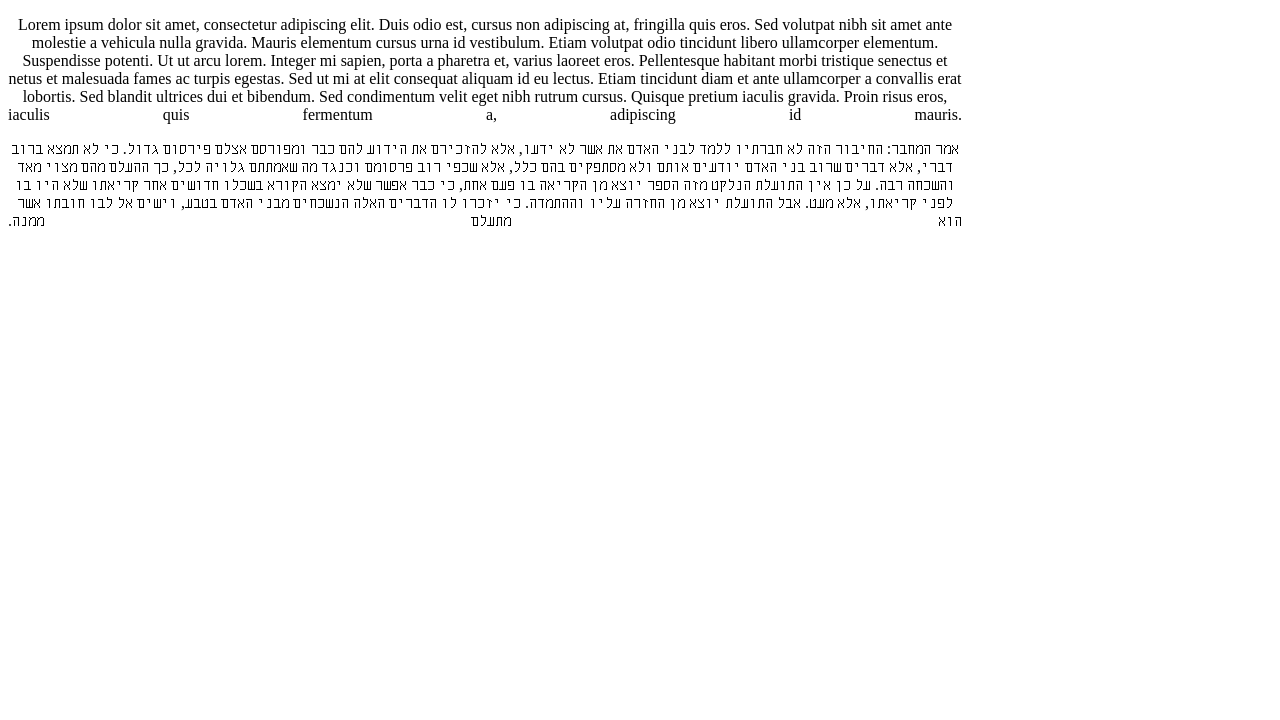 Lorem ipsum dolor sit amet, consectetur adipiscing elit. Duis odio est, cursus non adipiscing at, fringilla quis eros. Sed volutpat nibh sit amet ante
molestie a vehicula nulla gravida. Mauris elementum cursus urna id vestibulum. Etiam volutpat odio tincidunt libero ullamcorper elementum.
Suspendisse potenti. Ut ut arcu lorem. Integer mi sapien, porta a pharetra et, varius laoreet eros. Pellentesque habitant morbi tristique senectus et
netus et malesuada fames ac turpis egestas. Sed ut mi at elit consequat aliquam id eu lectus. Etiam tincidunt diam et ante ullamcorper a convallis erat
lobortis. Sed blandit ultrices dui et bibendum. Sed condimentum velit eget nibh rutrum cursus. Quisque pretium iaculis gravida. Proin risus eros,
iaculis quis fermentum a, adipiscing id mauris.
אמר המחבר: החיבור הזה לא חברתיו ללמד לבני האדם את אשר לא ידעו, אלא להזכירם את הידוע להם כבר ומפורסם אצלם פירסום גדול. כי לא תמצא ברוב
דברי, אלא דברים שרוב בני האדם יודעים אותם ולא מסתפקים בהם כלל, אלא שכפי רוב פרסומם וכנגד מה שאמתתם גלויה לכל, כך ההעלם מהם מצוי מאד
והשכחה רבה. על כן אין התועלת הנלקט מזה הספר יוצא מן הקריאה בו פעם אחת, כי כבר אפשר שלא ימצא הקורא בשכלו חדושים אחר קריאתו שלא היו בו
לפני קריאתו, אלא מעט. אבל התועלת יוצא מן החזרה עליו וההתמדה. כי יזכרו לו הדברים האלה הנשכחים מבני האדם בטבע, וישים אל לבו חובתו אשר
הוא מתעלם ממנה.